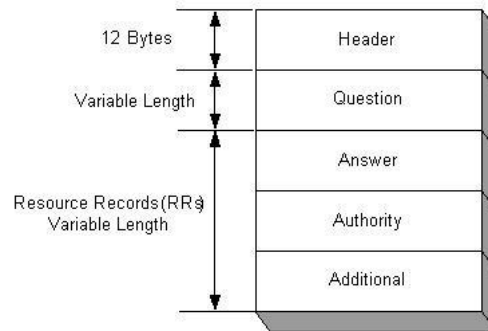 12 Bytes
Header
Variable Length
Question
Answer
Resource Records(RRs)
Variable Length
Authority
Additional